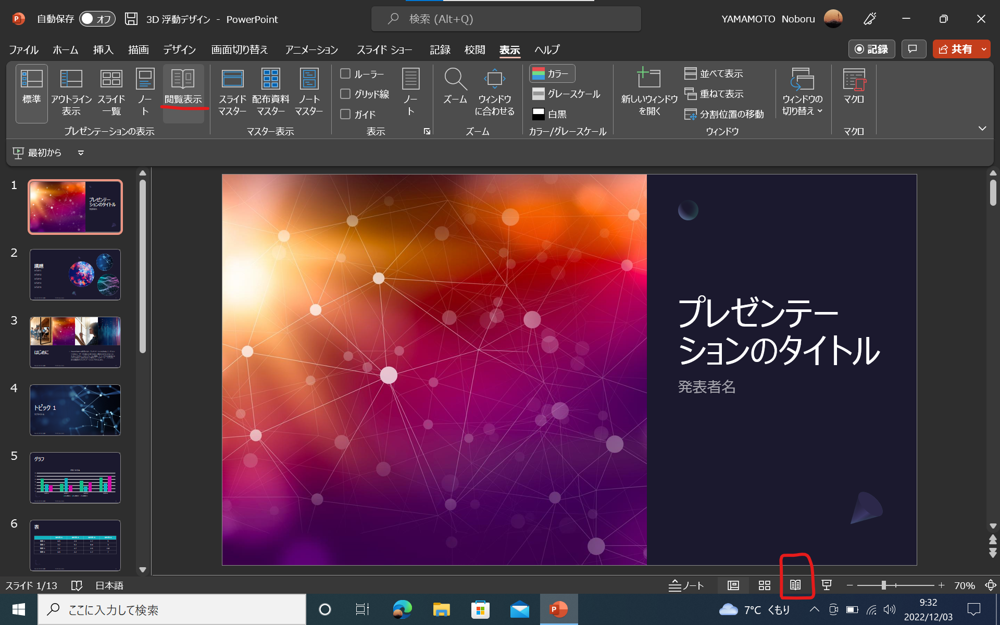 自動保存 オフ 3D 浮動デザイン - PowerPoint 検索 (Alt+Q) YAMAMOTO Noboru
ファイル ホーム 挿入 描画 デザイン 画面切り替え アニメーション スライド ショー 記録 校閲 表示 ヘルプ 記録 共有
標準 アウトライン 表示 スライド 一覧 ノー ト 閲覧表示
プレゼンテーションの表示
スライド マスター 配布資料 マスター ノート マスター
マスター表示
ルーラー
グリッド線
ガイド
ノー ト
表示
ズーム ウィンドウ に合わせる
ズーム
カラー
グレースケール
白黒
カラー/グレースケール
新しいウィンドウ を開く
並べて表示
重ねて表示
分割位置の移動
ウィンドウの 切り替え
ウィンドウ
マクロ
マクロ
最初から
1
プレゼンテー
ションのタイトル
発表者名
2
議題
3
はじめに
4
トピック 1
サブタイトル
5
グラフ
グラフ タイトル
6
表
プレゼンテー
ションのタイトル
発表者名
スライド 1/13 日本語 ノート 70%
ここに入力して検索 7°C くもり 9:32
2022/12/03